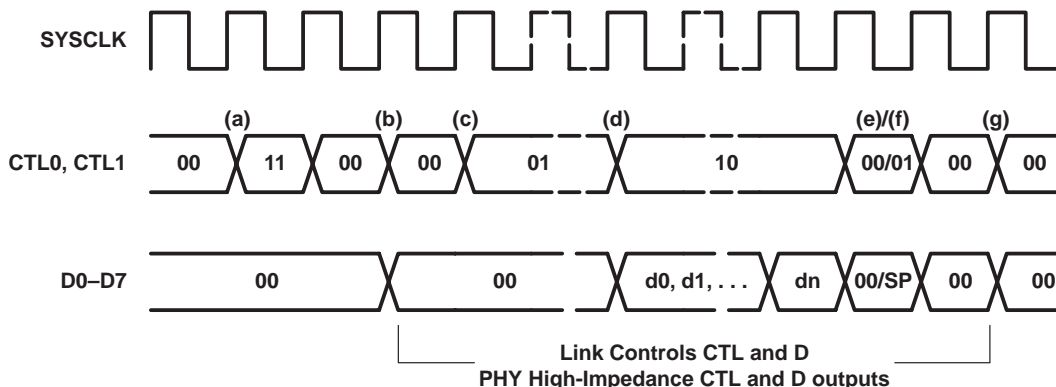 SYSCLK
(a) (b) (c) (d) (e)/(f) (g)
CTL0, CTL1 00 11 00 00 01 10 00/01 00 00
D0–D7 00 00 d0, d1, . . . dn 00/SP 00 00
Link Controls CTL and D
PHY High-Impedance CTL and D outputs